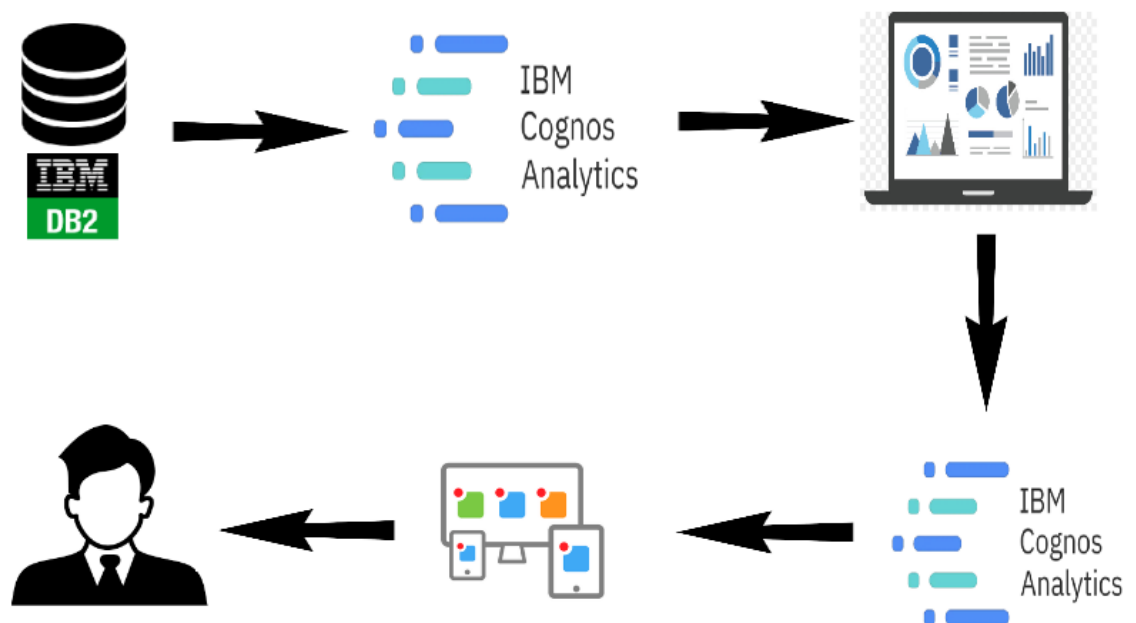 IBM
DB2
IBM
Cognos
Analytics
IBM
Cognos
Analytics